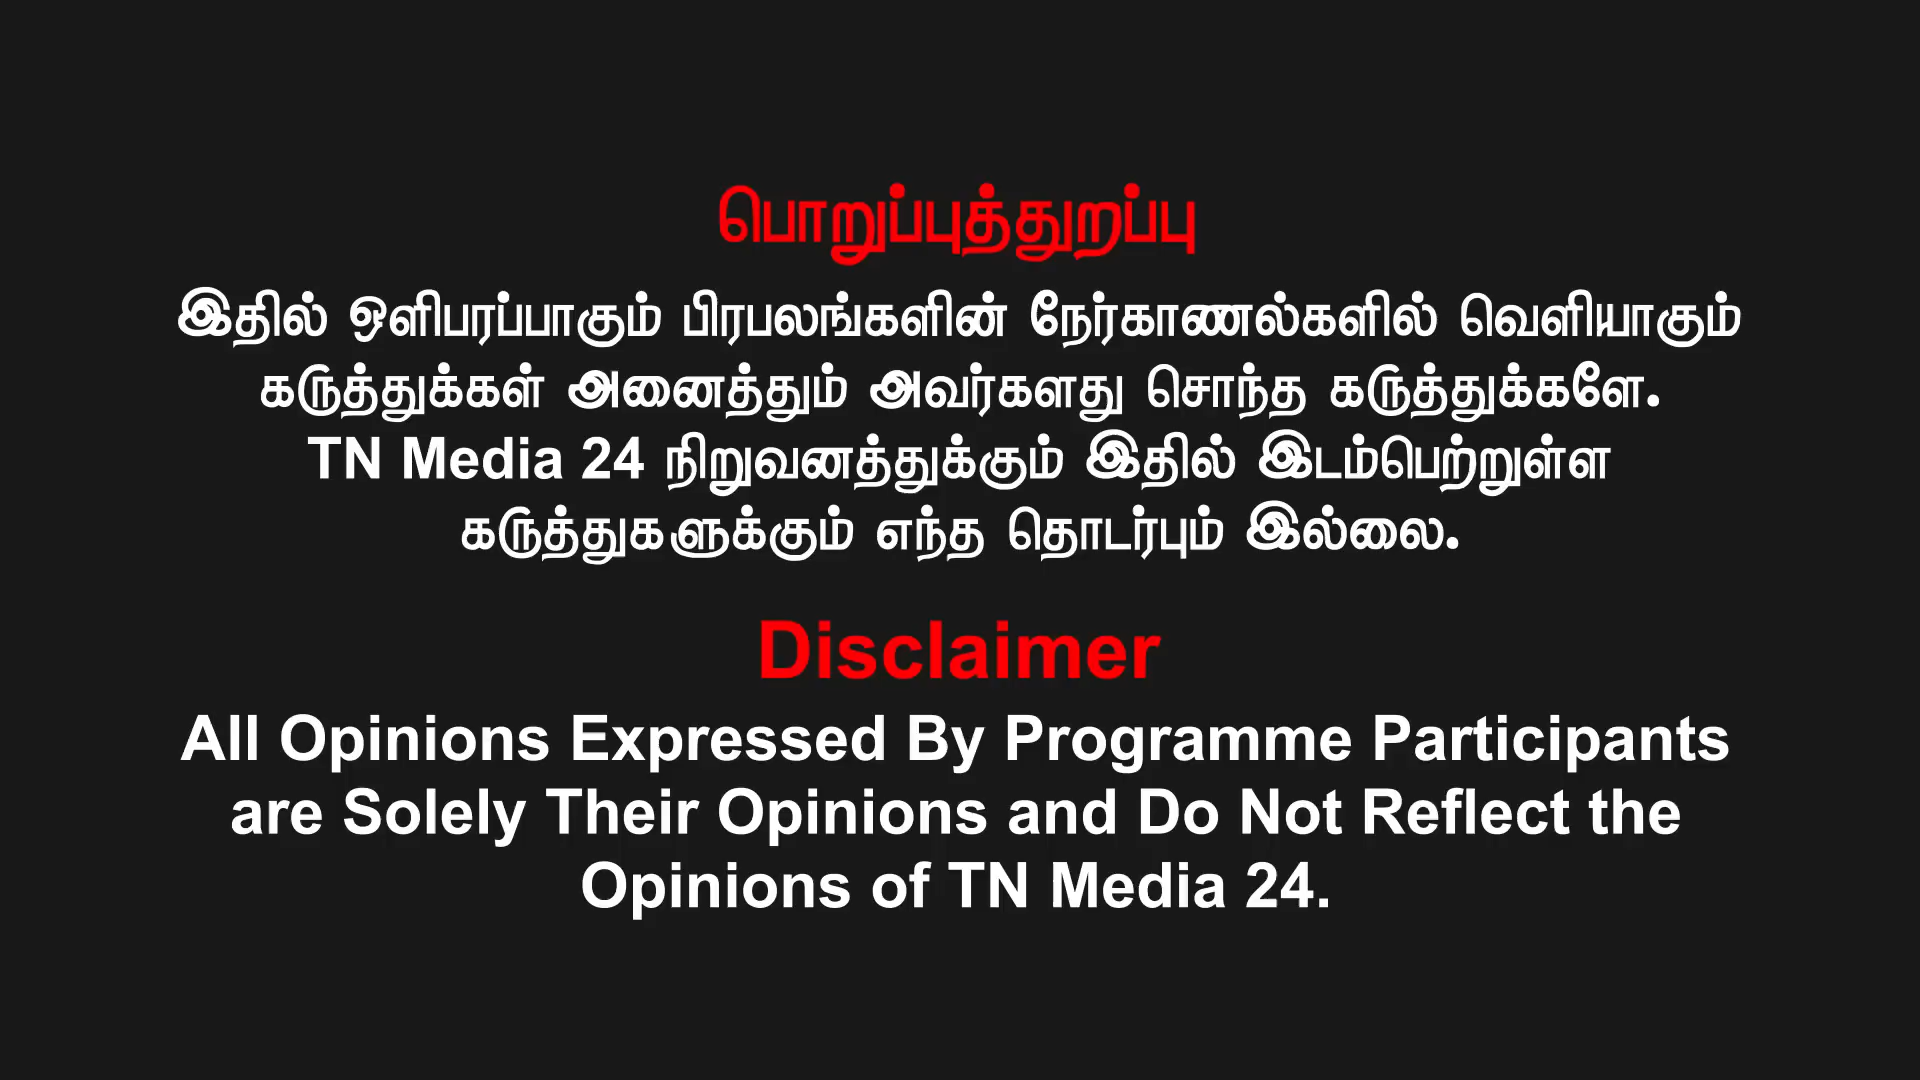 பொறுப்புத்துறப்பு
இதில் ஒளிபரப்பாகும் பிரபலங்களின் நேர்காணல்களில் வெளியாகும்
கருத்துக்கள் அனைத்தும் அவர்களது சொந்த கருத்துக்களே.
TN Media 24 நிறுவனத்துக்கும் இதில் இடம்பெற்றுள்ள
கருத்துகளுக்கும் எந்த தொடர்பும் இல்லை.
Disclaimer
All Opinions Expressed By Programme Participants
are Solely Their Opinions and Do Not Reflect the
Opinions of TN Media 24.